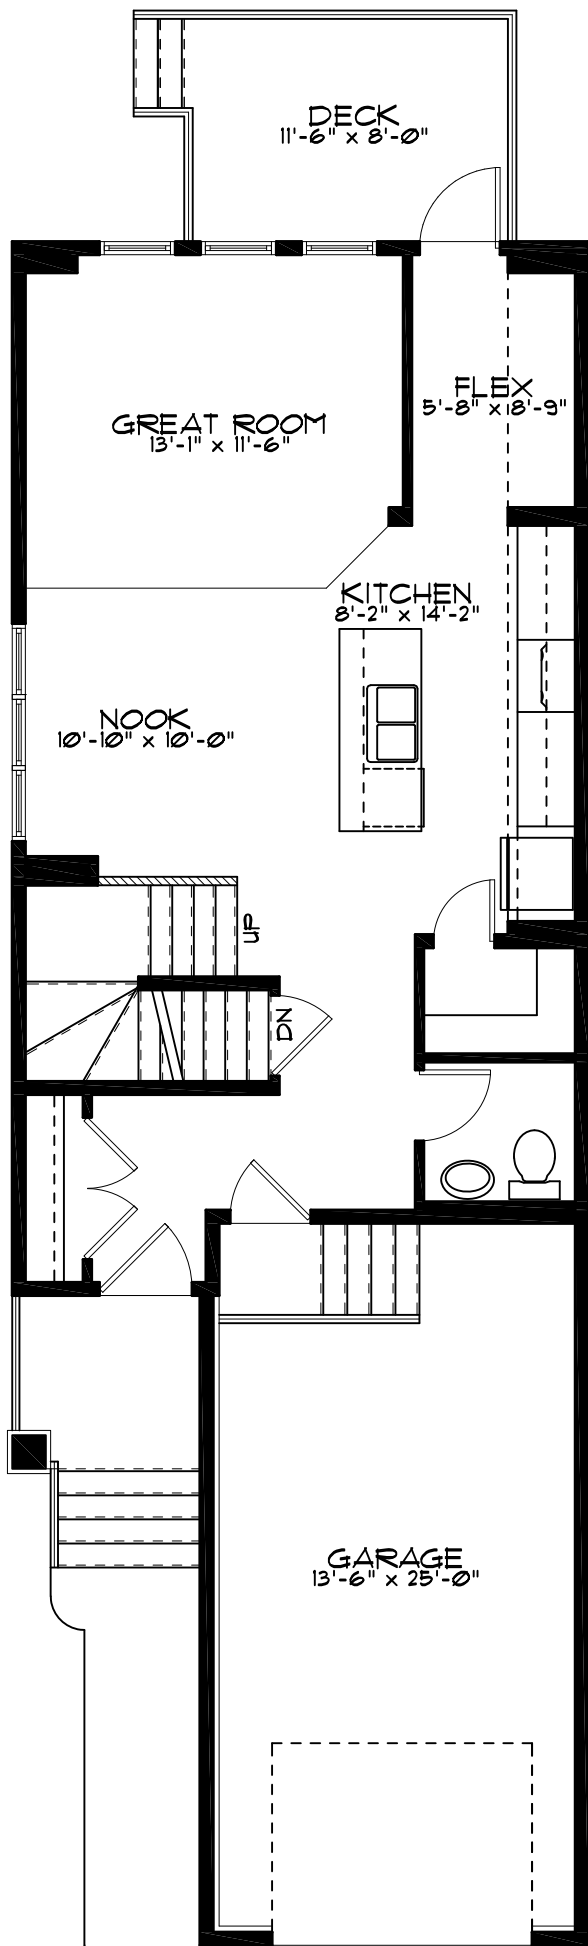 DECK
11'-6" x 8'-0"
FLEX
5'-8" x 8'-9"
GREAT ROOM
13'-1" x 11'-6"
KITCHEN
8'-2" x 14'-2"
NOOK
10'-10" x 10'-0"
UP
DN
GARAGE
13'-6" x 25'-0"